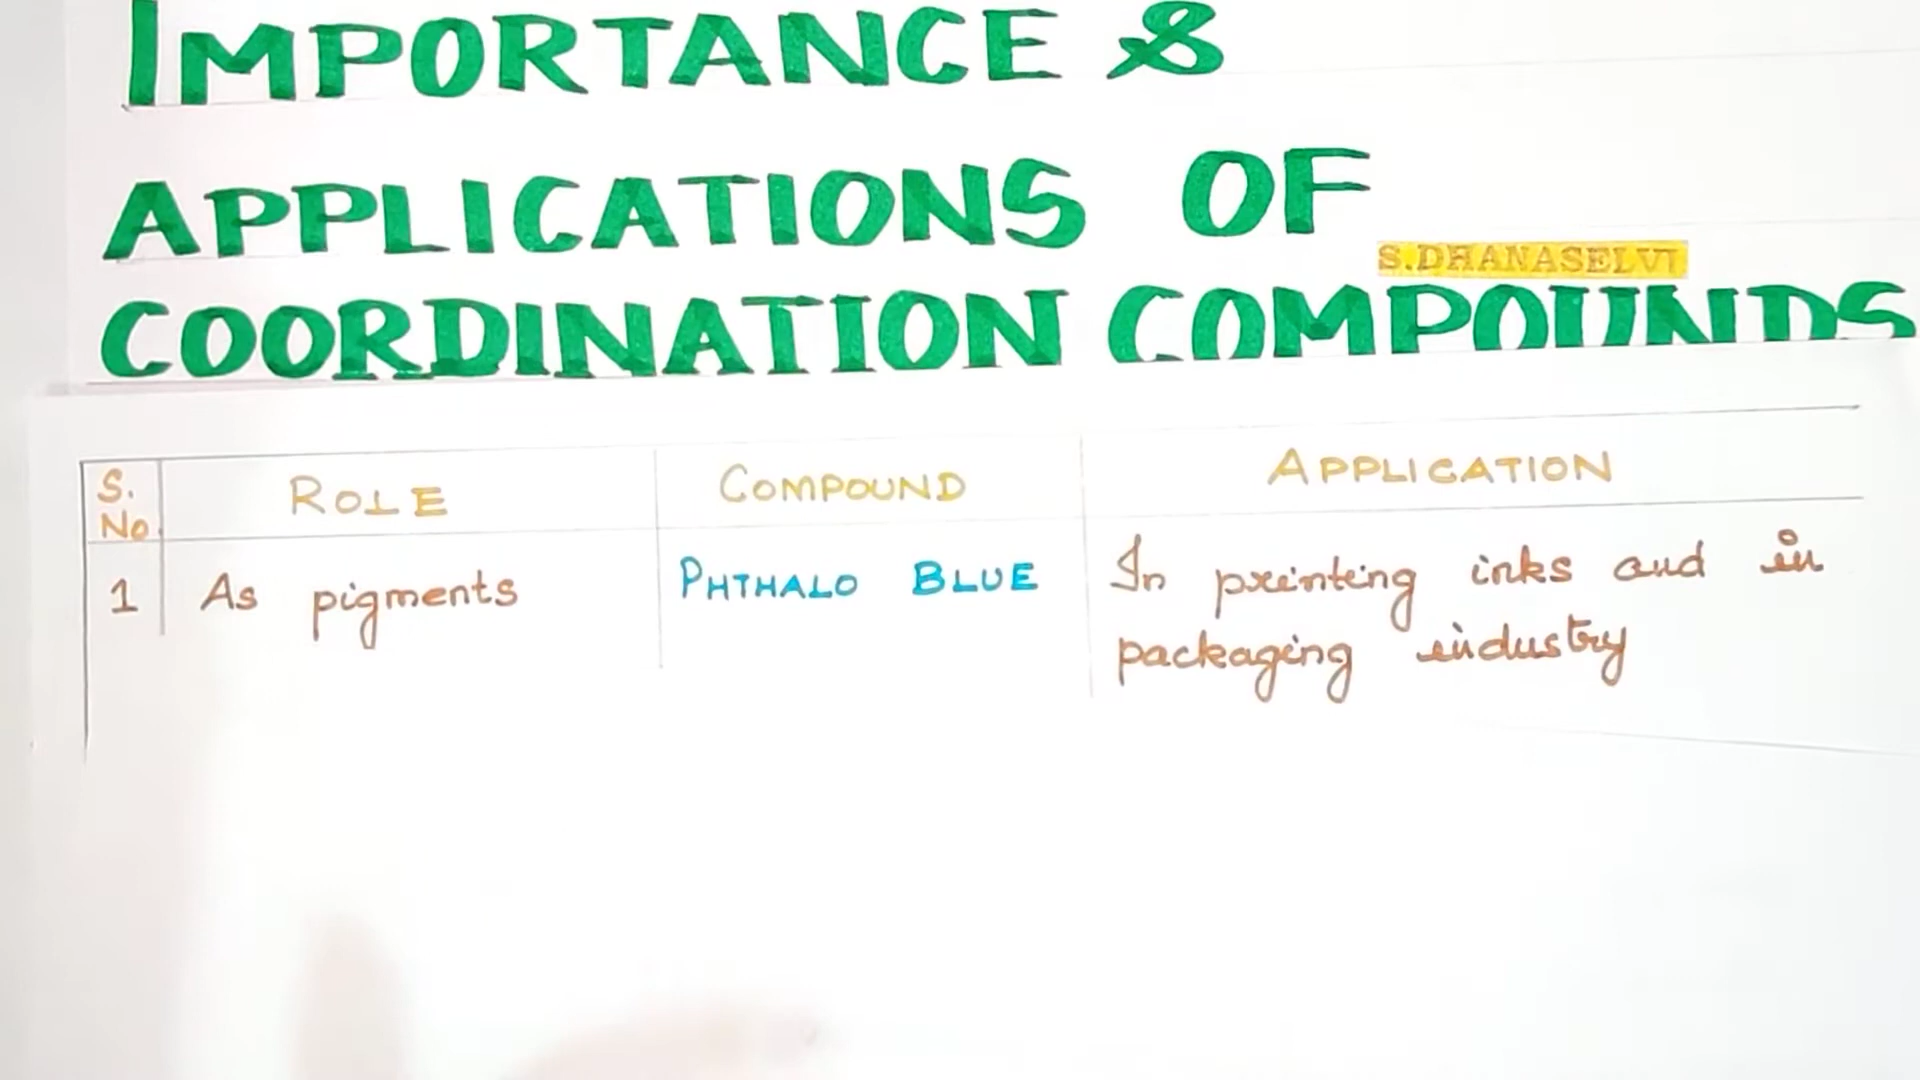 IMPORTANCE &
APPLICATIONS OF
S.DHANASELVI
COORDINATION COMPOUNDS
S. No. ROLE COMPOUND APPLICATION
1 As pigments PHTHALO BLUE In printing inks and in
packaging industry